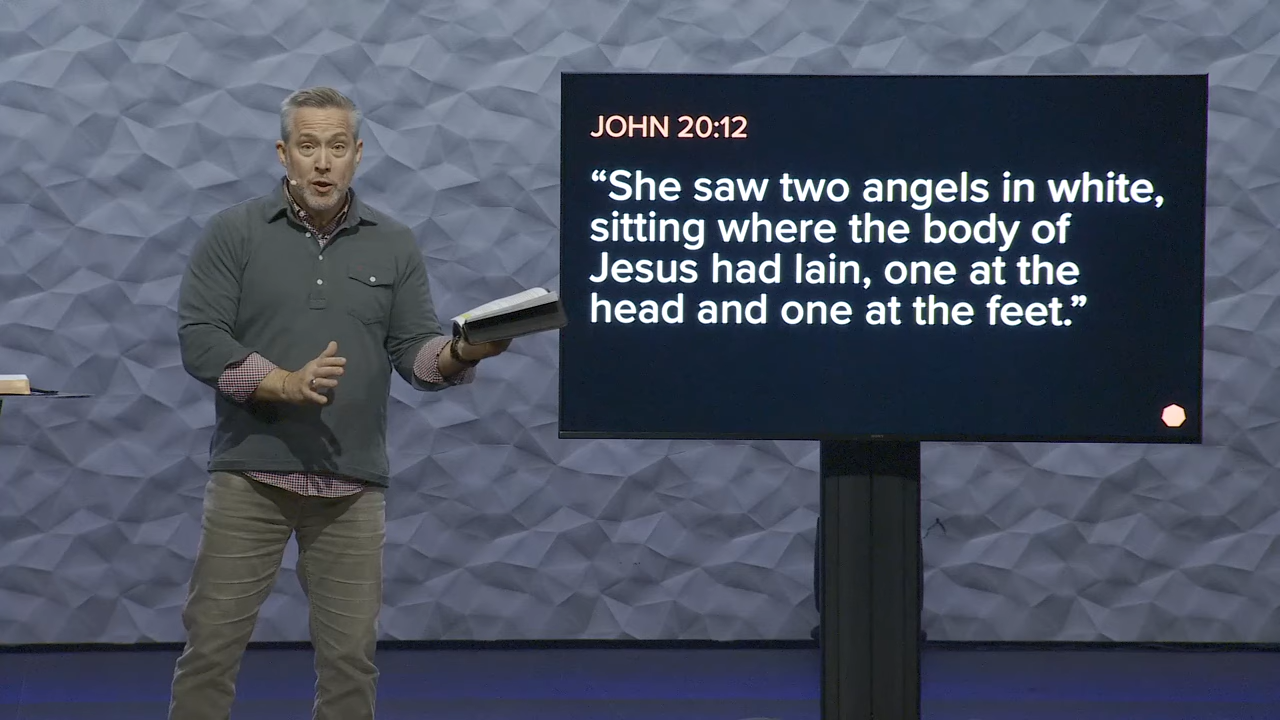 JOHN 20:12
“She saw two angels in white,
sitting where the body of
Jesus had lain, one at the
head and one at the feet.”